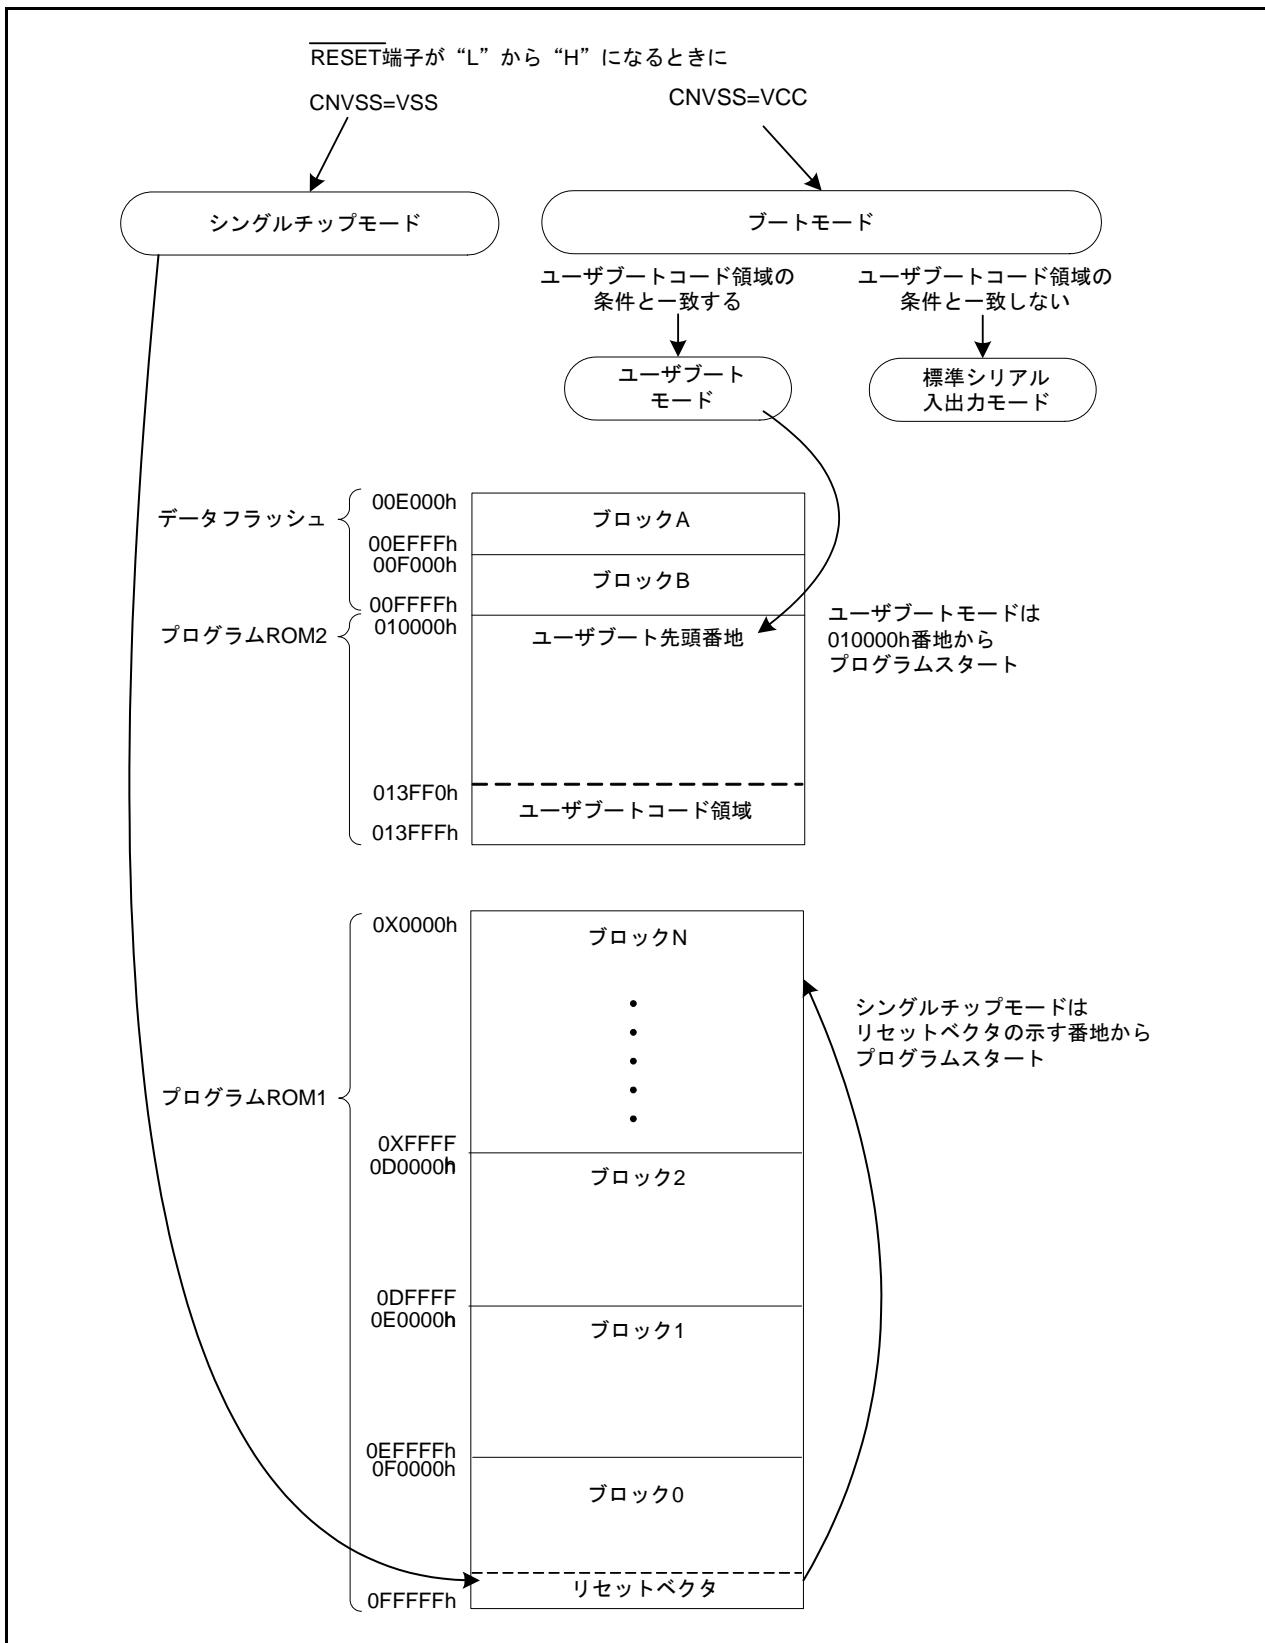 RESET端子が“L”から“H”になるときに
CNVSS=VSS
CNVSS=VCC
シングルチップモード
ブートモード
ユーザブートコード領域の
条件と一致する
ユーザブートコード領域の
条件と一致しない
ユーザブート
モード
標準シリアル
入出力モード
データフラッシュ
00E000h
ブロックA
00EFFFh
00F000h
ブロックB
00FFFFh
プログラムROM2
010000h
ユーザブート先頭番地
ユーザブートモードは
010000h番地から
プログラムスタート
013FF0h
ユーザブートコード領域
013FFFh
0X0000h
ブロックN
シングルチップモードは
リセットベクタの示す番地から
プログラムスタート
プログラムROM1
0XFFFFh
0D0000h
ブロック2
0DFFFFh
0E0000h
ブロック1
0EFFFFh
0F0000h
ブロック0
リセットベクタ
0FFFFFh